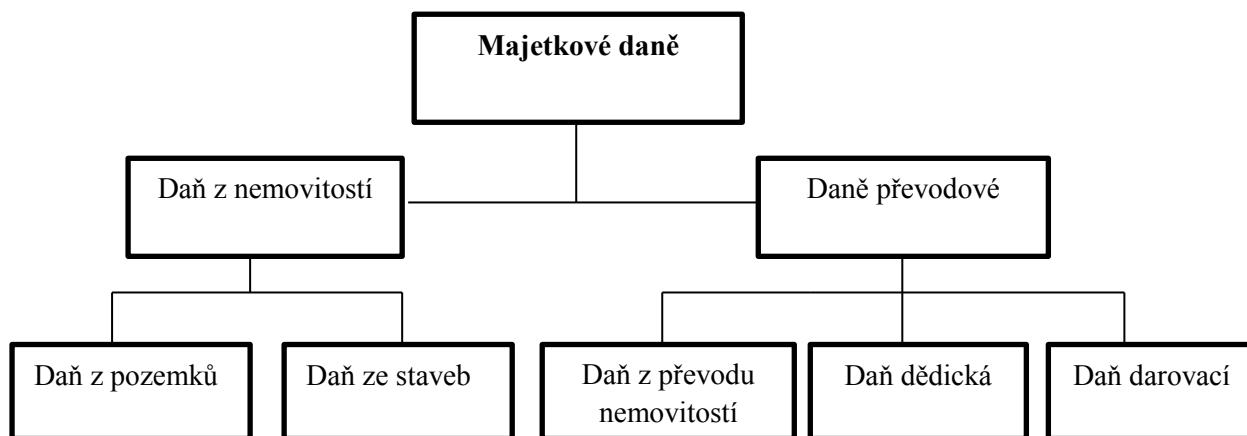 Majetkové daně
Daň z nemovitostí
Daně převodové
Daň z pozemků
Daň ze staveb
Daň z převodu
nemovitostí
Daň dědická
Daň darovací